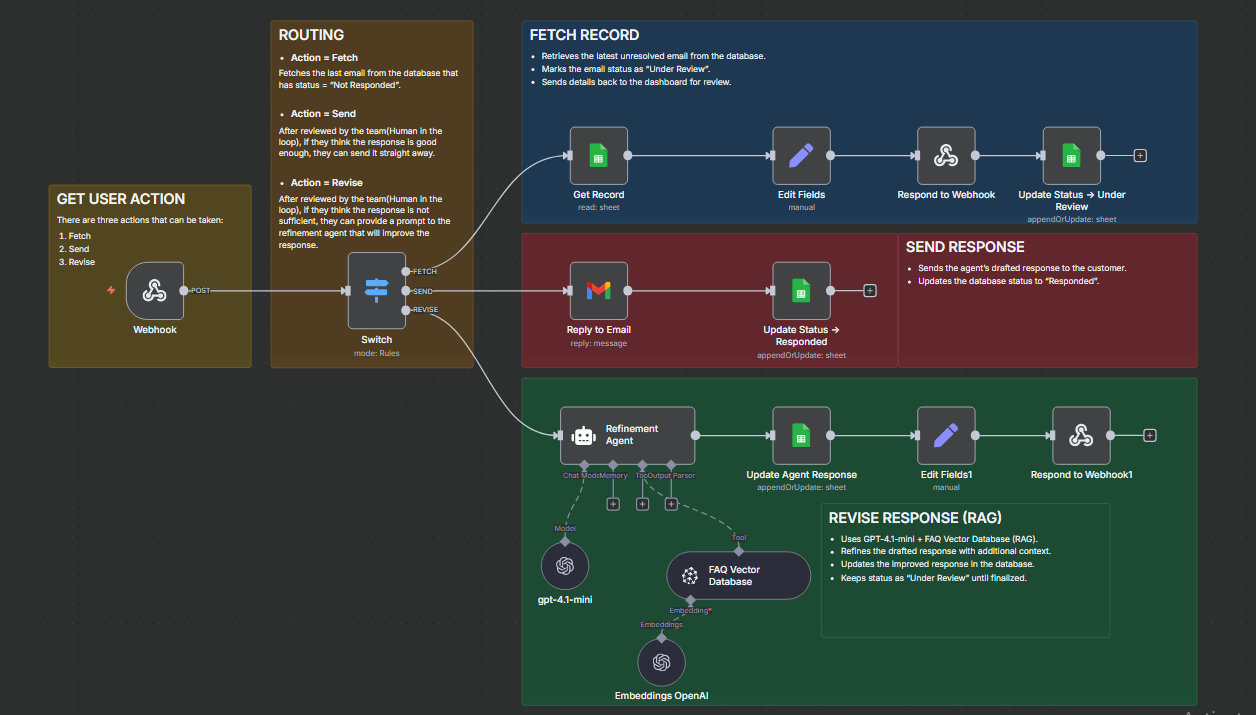 ROUTING
Action = Fetch
Fetches the last email from the database that
has status = “Not Responded”.
Action = Send
After reviewed by the team(Human in the
loop), if they think the response is good
enough, they can send it straight away.
Action = Revise
After reviewed by the team(Human in the
loop), if they think the response is not
sufficient, they can provide a prompt to the
refinement agent that will improve the
response.
FETCH
SEND
REVISE
Switch
mode: Rules
GET USER ACTION
There are three actions that can be taken:
1. Fetch
2. Send
3. Revise
POST
Webhook
FETCH RECORD
Retrieves the latest unresolved email from the database.
Marks the email status as “Under Review”.
Sends details back to the dashboard for review.
Get Record
read: sheet
Edit Fields
manual
Respond to Webhook
Update Status → Under
Review
appendOrUpdate: sheet
SEND RESPONSE
Sends the agent’s drafted response to the customer.
Updates the database status to “Responded”.
Reply to Email
reply: message
Update Status →
Responded
appendOrUpdate: sheet
Refinement
Agent
Chat Mode
Memory
Too
Output Parser
Update Agent Response
appendOrUpdate: sheet
Edit Fields1
manual
Respond to Webhook1
Model
gpt-4.1-mini
Tool
FAQ Vector
Database
Embedding*
Embeddings
Embeddings OpenAI
REVISE RESPONSE (RAG)
Uses GPT-4.1-mini + FAQ Vector Database (RAG).
Refines the drafted response with additional context.
Updates the improved response in the database.
Keeps status as “Under Review” until finalized.